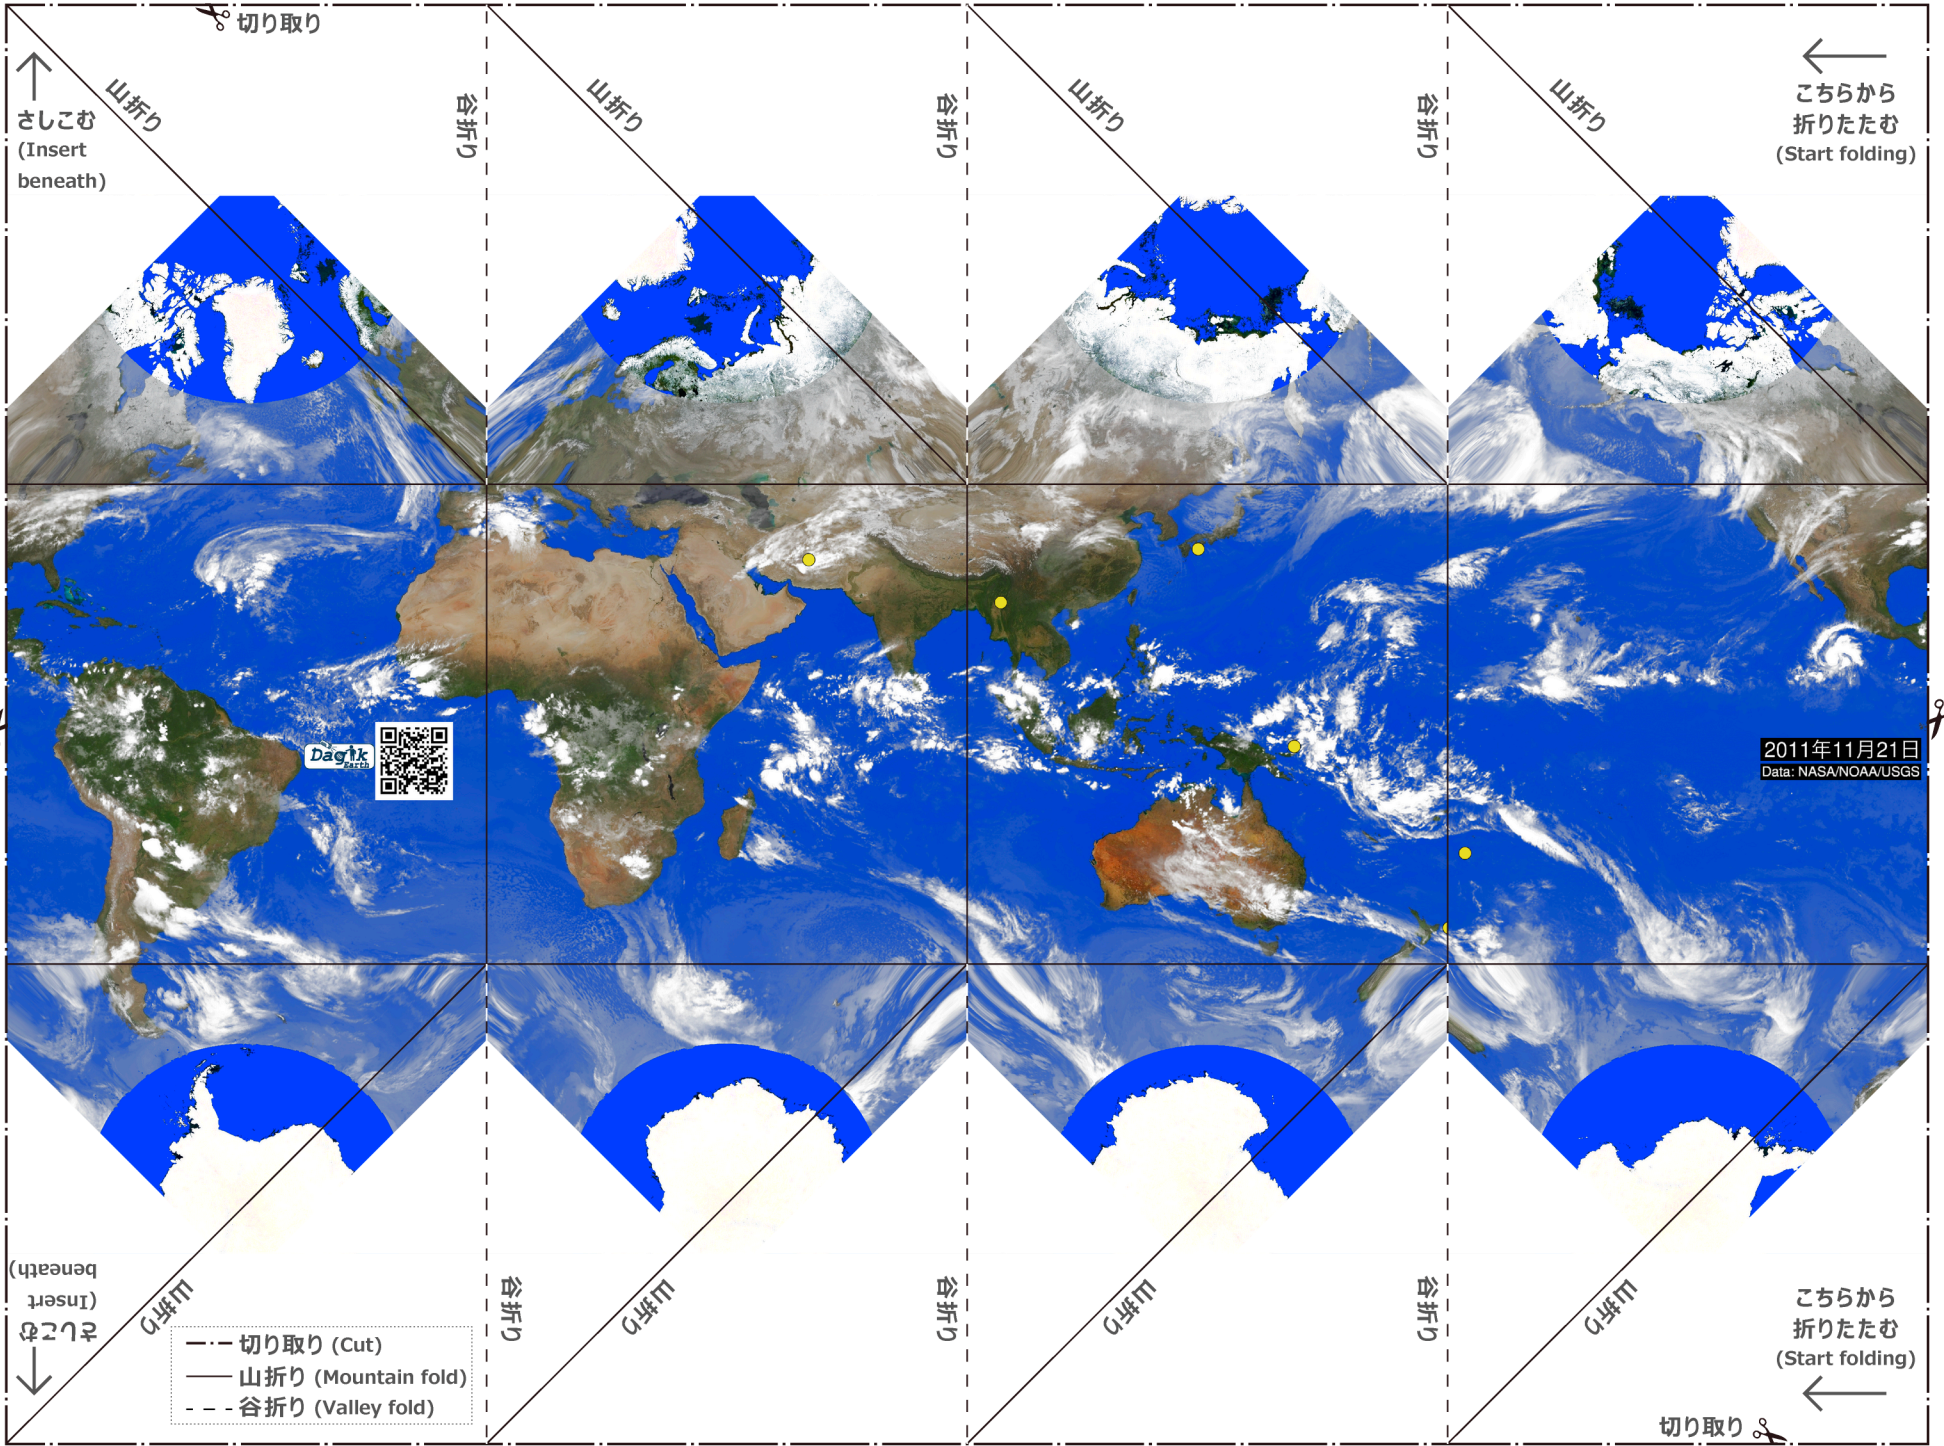 切り取り
さしこむ
(Insert
beneath)
山折り
谷折り
山折り
谷折り
山折り
谷折り
山折り
こちらから
折りたたむ
(Start folding)
Dagik
Earth
2011年11月21日
Data: NASA/NOAA/USGS
さしこむ
(Insert
beneath)
山折り
谷折り
山折り
谷折り
山折り
谷折り
山折り
こちらから
折りたたむ
(Start folding)
切り取り (Cut)
山折り (Mountain fold)
谷折り (Valley fold)
切り取り